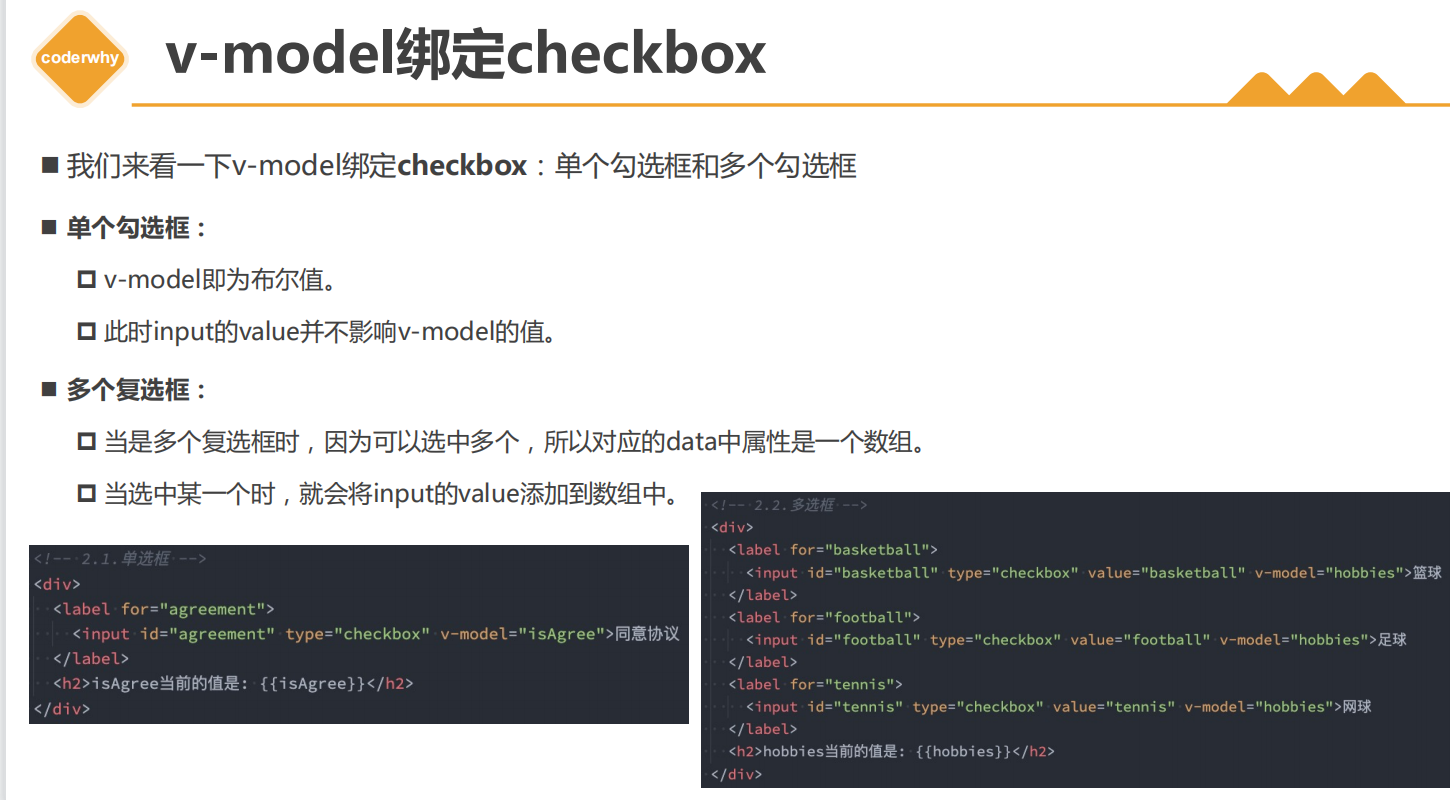 coderwhy
v-model绑定checkbox
我们来看一下v-model绑定checkbox：单个勾选框和多个勾选框
单个勾选框：
v-model即为布尔值。
此时input的value并不影响v-model的值。
多个复选框：
当是多个复选框时，因为可以选中多个，所以对应的data中属性是一个数组。
当选中某一个时，就会将input的value添加到数组中。
<!-- 2.1.单选框 -->
<div>
  <label for="agreement">
    <input id="agreement" type="checkbox" v-model="isAgree">同意协议
  </label>
  <h2>isAgree当前的值是: {{isAgree}}</h2>
</div>
<!-- 2.2.多选框 -->
<div>
  <label for="basketball">
    <input id="basketball" type="checkbox" value="basketball" v-model="hobbies">篮球
  </label>
  <label for="football">
    <input id="football" type="checkbox" value="football" v-model="hobbies">足球
  </label>
  <label for="tennis">
    <input id="tennis" type="checkbox" value="tennis" v-model="hobbies">网球
  </label>
  <h2>hobbies当前的值是: {{hobbies}}</h2>
</div>